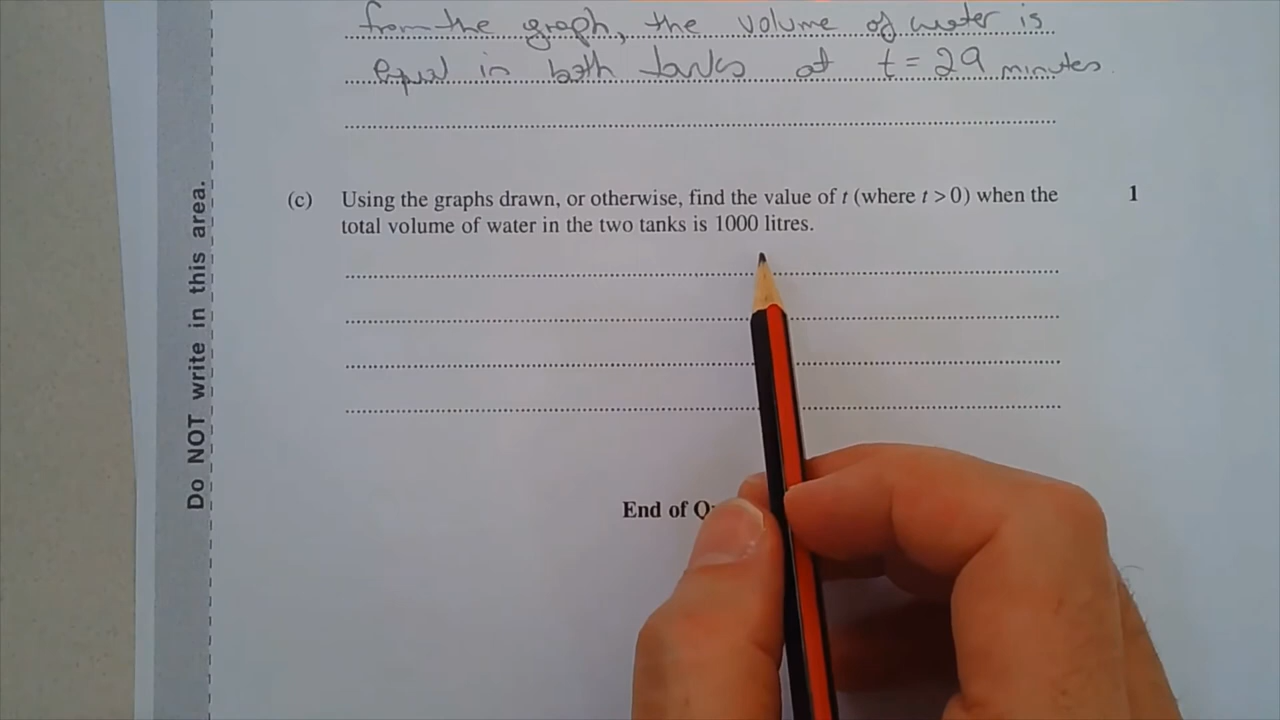 from the graph, the volume of water is
equal in both tanks at t = 29 minutes
(c) Using the graphs drawn, or otherwise, find the value of t (where t > 0) when the 1
total volume of water in the two tanks is 1000 litres.
Do NOT write in this area.
End of